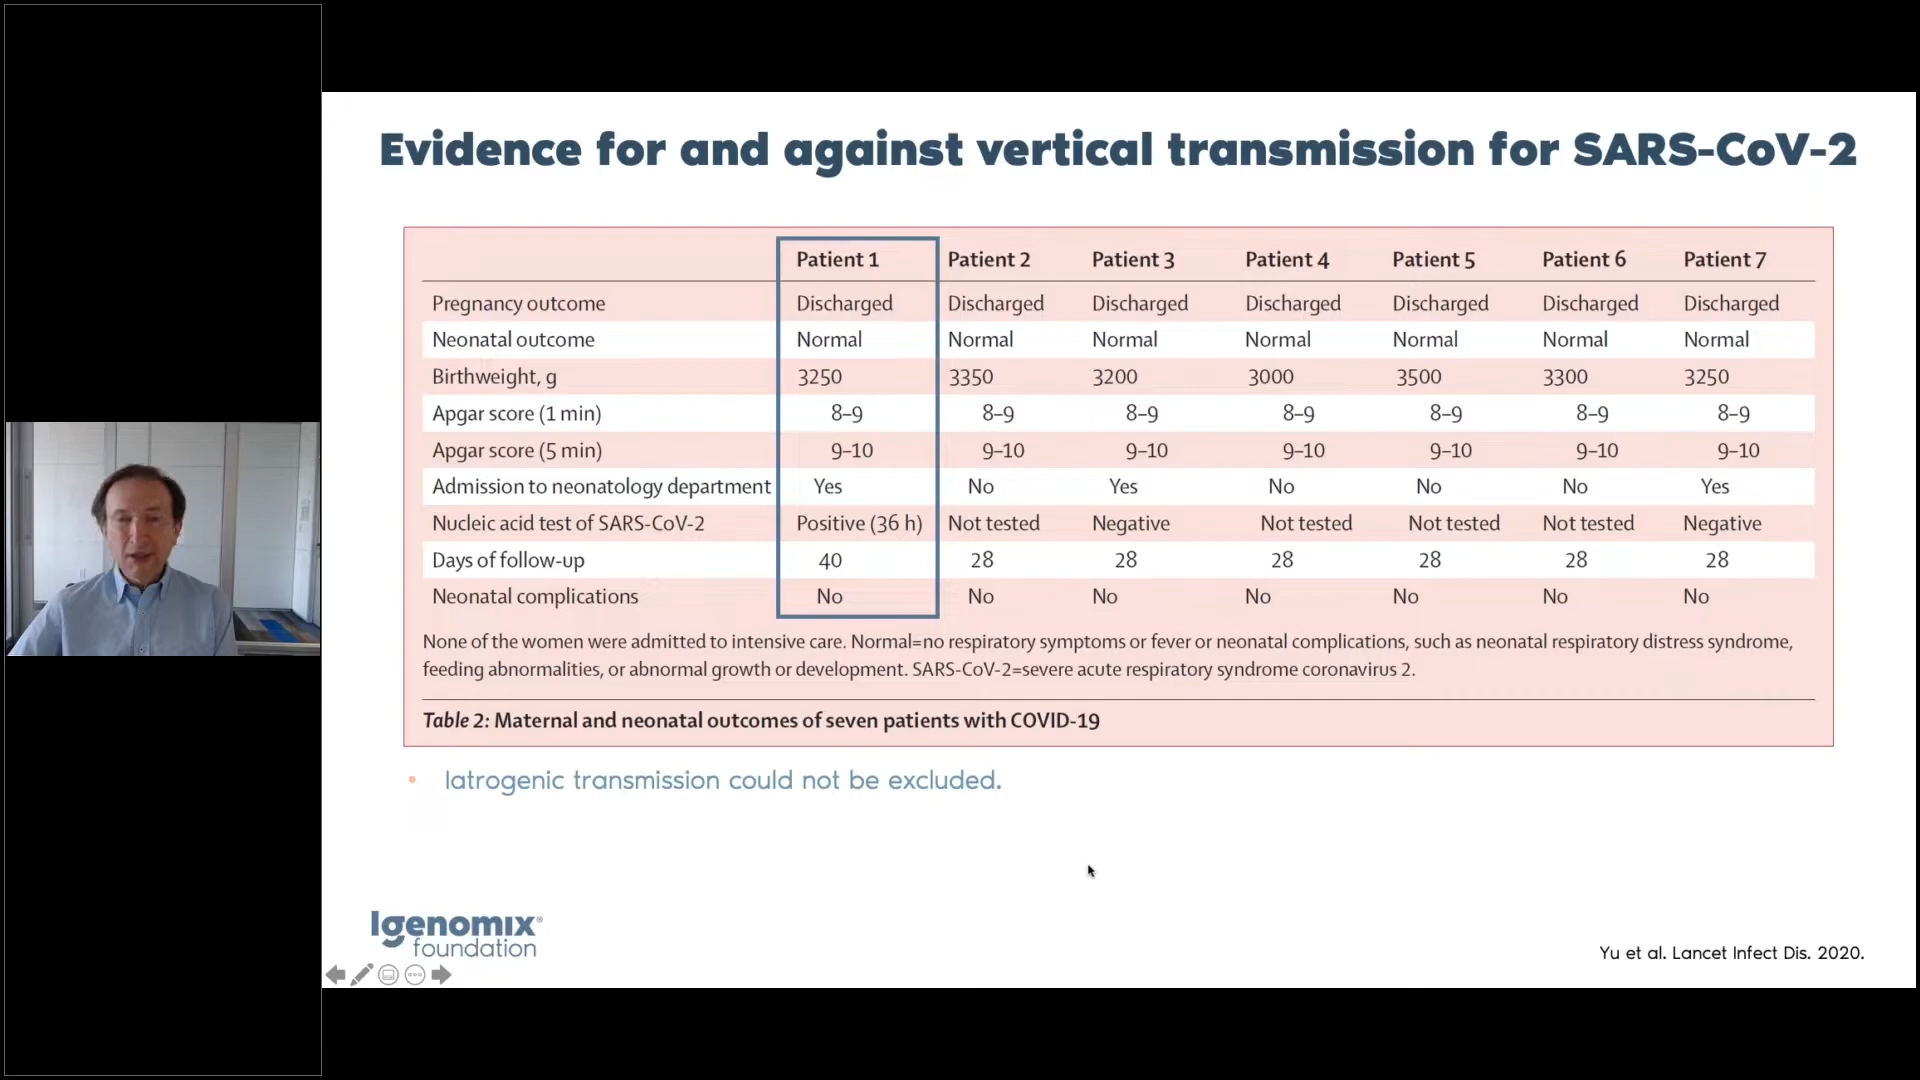 Evidence for and against vertical transmission for SARS-CoV-2
Patient 1 Patient 2 Patient 3 Patient 4 Patient 5 Patient 6 Patient 7
Pregnancy outcome Discharged Discharged Discharged Discharged Discharged Discharged Discharged
Neonatal outcome Normal Normal Normal Normal Normal Normal Normal
Birthweight, g 3250 3350 3200 3000 3500 3300 3250
Apgar score (1 min) 8–9 8–9 8–9 8–9 8–9 8–9 8–9
Apgar score (5 min) 9–10 9–10 9–10 9–10 9–10 9–10 9–10
Admission to neonatology department Yes No Yes No No No Yes
Nucleic acid test of SARS-CoV-2 Positive (36 h) Not tested Negative Not tested Not tested Not tested Negative
Days of follow-up 40 28 28 28 28 28 28
Neonatal complications No No No No No No No
None of the women were admitted to intensive care. Normal=no respiratory symptoms or fever or neonatal complications, such as neonatal respiratory distress syndrome,
feeding abnormalities, or abnormal growth or development. SARS-CoV-2=severe acute respiratory syndrome coronavirus 2.
Table 2: Maternal and neonatal outcomes of seven patients with COVID-19
• Iatrogenic transmission could not be excluded.
Igenomix®
foundation
Yu et al. Lancet Infect Dis. 2020.